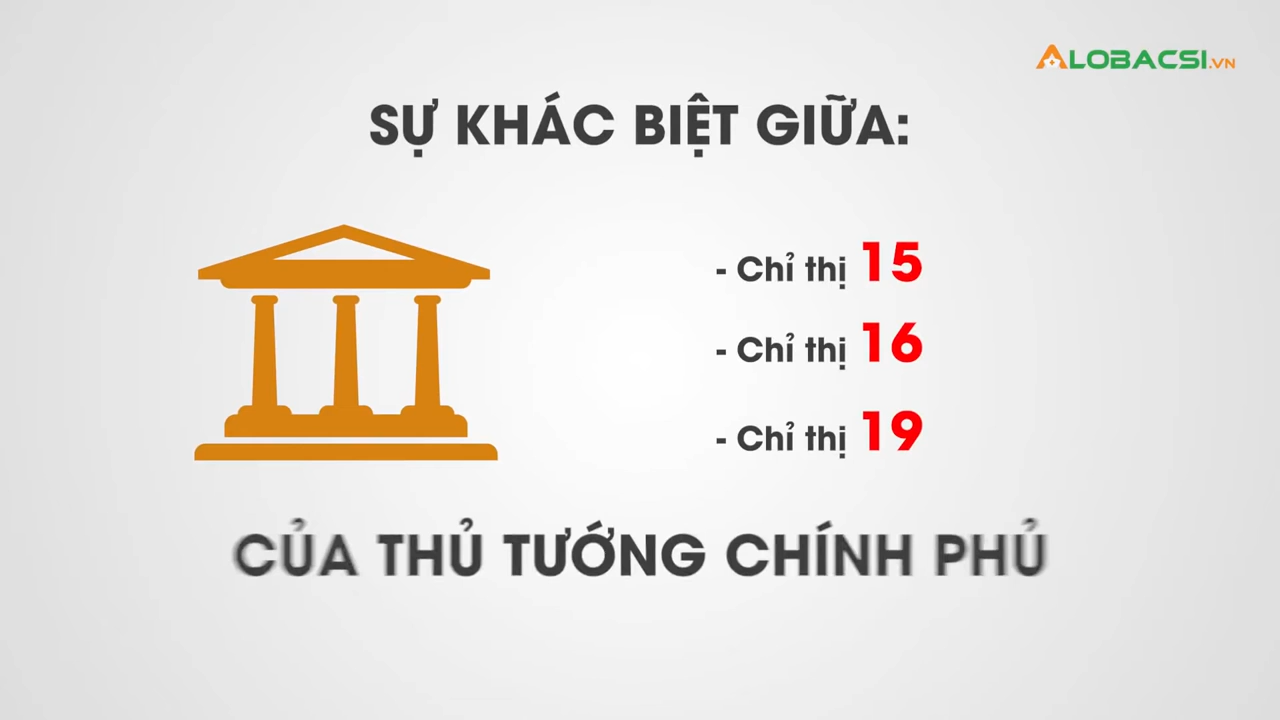 ALOBACSI.VN
SỰ KHÁC BIỆT GIỮA:
- Chỉ thị 15
- Chỉ thị 16
- Chỉ thị 19
CỦA THỦ TƯỚNG CHÍNH PHỦ